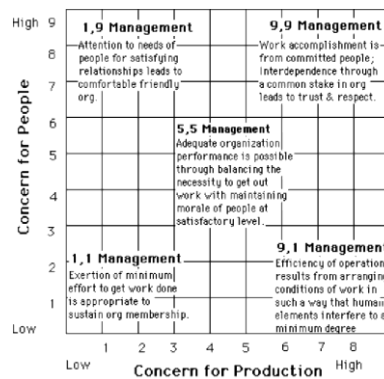 High 9
8
7
6
5
4
3
2
1
Low
Concern for People
1,9 Management
Attention to needs of
people for satisfying
relationships leads to
comfortable friendly
org.
9,9 Management
Work accomplishment is
from committed people;
interdependence through
a common stake in org
leads to trust & respect.
5,5 Management
Adequate organization
performance is possible
through balancing the
necessity to get out
work with maintaining
morale of people at
satisfactory level.
1,1 Management
Exertion of minimum
effort to get work done
is appropriate to
sustain org membership.
9,1 Management
Efficiency of operation
results from arrangin
conditions of work in
such a way that human
elements interfere to a
minimum degree
1 2 3 4 5 6 7 8
Low High
Concern for Production